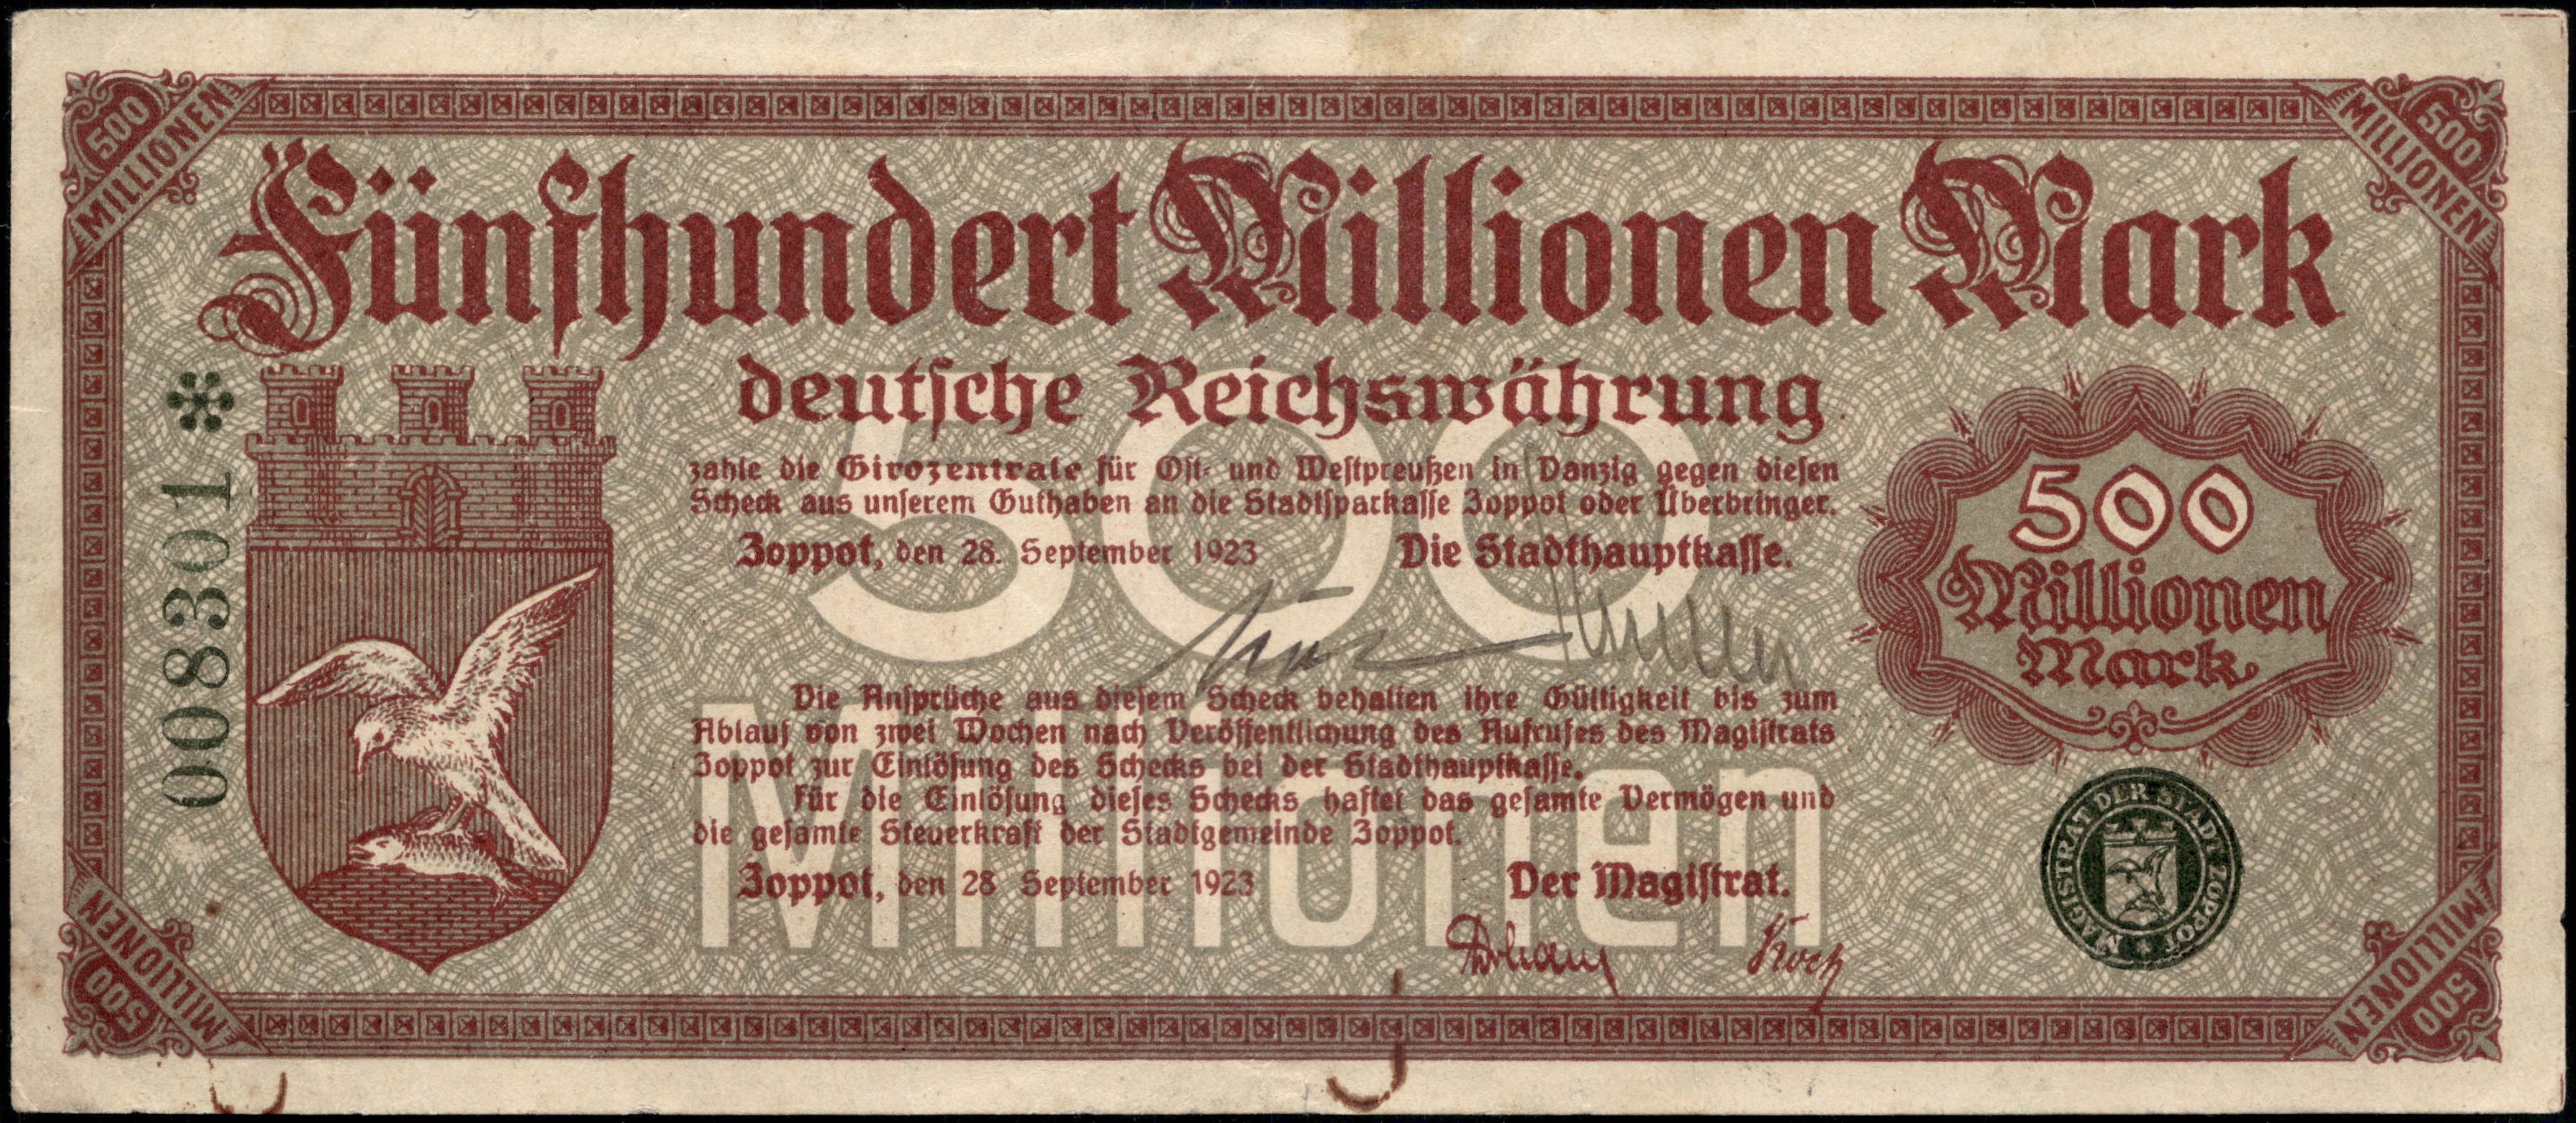 500
MILLIONEN
500
MILLIONEN
Fünfhundert Millionen Mark
deutsche Reichswährung
zahle die Girozentrale für Ost- und Westpreußen in Danzig gegen diesen
Scheck aus unserem Guthaben an die Stadtsparkasse Zoppot oder Überbringer.
Zoppot, den 28. September 1923 Die Stadthauptkasse.
500
Millionen
Die Ansprüche aus diesem Scheck behalten ihre Gültigkeit bis zum
Ablauf von zwei Wochen nach Veröffentlichung des Aufrufes des Magistrats
Zoppot zur Einlösung des Schecks bei der Stadthauptkasse.
Für die Einlösung dieses Schecks haftet das gesamte Vermögen und
die gesamte Steuerkraft der Stadtgemeinde Zoppot.
Zoppot, den 28 September 1923 Der Magistrat.
Koch
008301 *
500
Millionen
Mark
MAGISTRAT DER STADT ZOPPOT
500
MILLIONEN
500
MILLIONEN